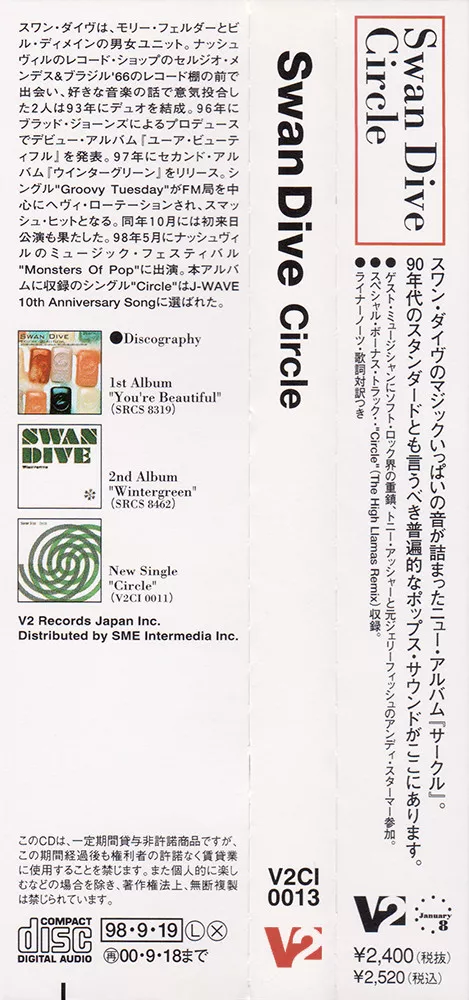 スワン・ダイヴは、モリー・フェルダーとビ
ル・ディメインの男女ユニット。ナッシュ
ヴィルのレコード・ショップのセルジオ・メ
ンデス&ブラジル'66のレコード棚の前で
出会い、好きな音楽の話で意気投合し
た2人は93年にデュオを結成。96年に
ブラッド・ジョーンズによるプロデュース
でデビュー・アルバム『ユーア・ビューテ
ィフル』を発表。97年にセカンド・アル
バム『ウインターグリーン』をリリース。シ
ングル"Groovy Tuesday"がFM局を中
心にヘヴィ・ローテーションされ、スマッ
シュ・ヒットとなる。同年10月には初来日
公演も果たした。98年5月にナッシュヴィ
ルのミュージック・フェスティバル
"Monsters Of Pop"に出演。本アルバ
ムに収録のシングル"Circle"はJ-WAVE
10th Anniversary Songに選ばれた。
●Discography
SWAN DIVE
1st Album
"You're Beautiful"
(SRCS 8319)
SWAN
DIVE
Wintergreen
2nd Album
"Wintergreen"
(SRCS 8462)
New Single
"Circle"
(V2CI 0011)
V2 Records Japan Inc.
Distributed by SME Intermedia Inc.
このCDは、一定期間貸与非許諾商品ですが、
この期間経過後も権利者の許諾なく賃貸業
に使用することを禁じます。また個人的に楽し
むなどの場合を除き、著作権法上、無断複製
は禁じられています。
COMPACT
disc
DIGITAL AUDIO
98・9・19 Ⓛ Ⓧ
再00・9・18まで
Swan Dive Circle
V2CI
0013
V2
Swan Dive
Circle
スワン・ダイヴのマジックいっぱいの音が詰まったニュー・アルバム『サークル』。
90年代のスタンダードとも言うべき普遍的なポップス・サウンドがここにあります。
●ゲスト・ミュージシャンにソフト・ロック界の重鎮、トニー・アッシャーと元ジェリーフィッシュのアンディ・スターマー参加。
●スペシャル・ボーナス・トラック‥"Circle"(The High Llamas Remix)収録。
●ライナーノーツ・歌詞対訳つき
V2
January
8
¥2,400(税抜)
¥2,520(税込)